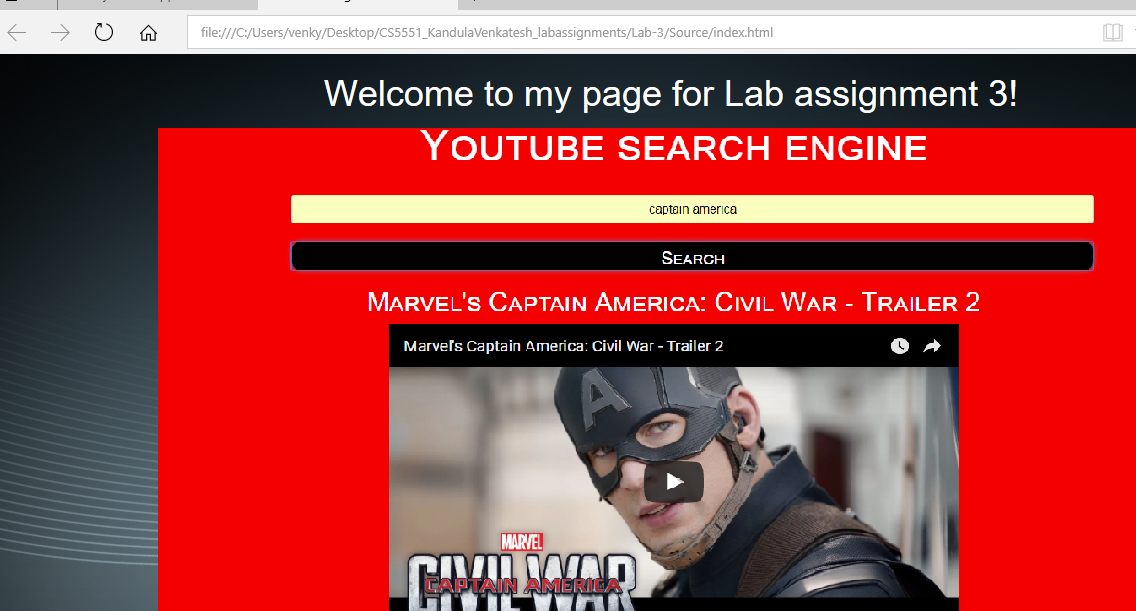 file:///C:/Users/venky/Desktop/CS5551_KandulaVenkatesh_labassignments/Lab-3/Source/index.html
Welcome to my page for Lab assignment 3!
YOUTUBE SEARCH ENGINE
captain america
SEARCH
MARVEL'S CAPTAIN AMERICA: CIVIL WAR - TRAILER 2
Marvel's Captain America: Civil War - Trailer 2
A
MARVEL
CIVIL WAR
CAPTAIN AMERICA